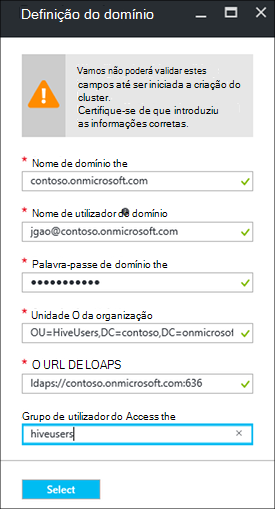 Definição do domínio
Vamos não poderá validar estes
campos até ser iniciada a criação do
cluster.
Certifique-se de que introduziu
as informações corretas.
* Nome de domínio the
contoso.onmicrosoft.com
* Nome de utilizador de domínio
jgao@contoso.onmicrosoft.com
* Palavra-passe de domínio the
•••••••••••
* Unidade O da organização
OU=HiveUsers,DC=contoso,DC=onmicrosof
* O URL DE LOAPS
ldaps://contoso.onmicrosoft.com:636
Grupo de utilizador do Access the
hiveusers
Select